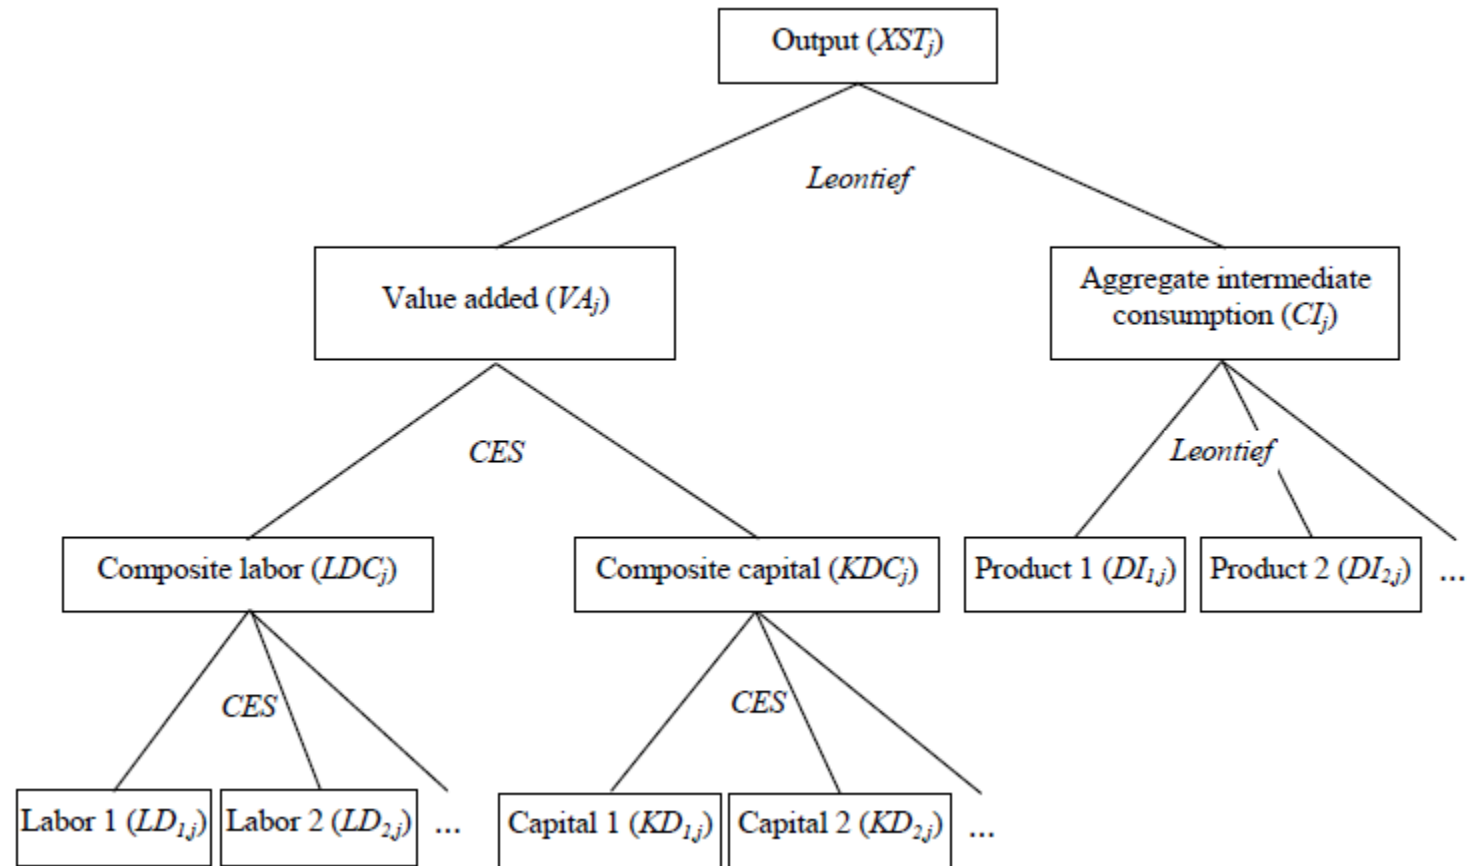 Output (XSTj)
Leontief
Value added (VAj)
Aggregate intermediate
consumption (CIj)
CES
Leontief
Composite labor (LDCj)
Composite capital (KDCj)
Product 1 (DI1,j)
Product 2 (DI2,j)
...
CES
CES
Labor 1 (LD1,j)
Labor 2 (LD2,j)
...
Capital 1 (KD1,j)
Capital 2 (KD2,j)
...